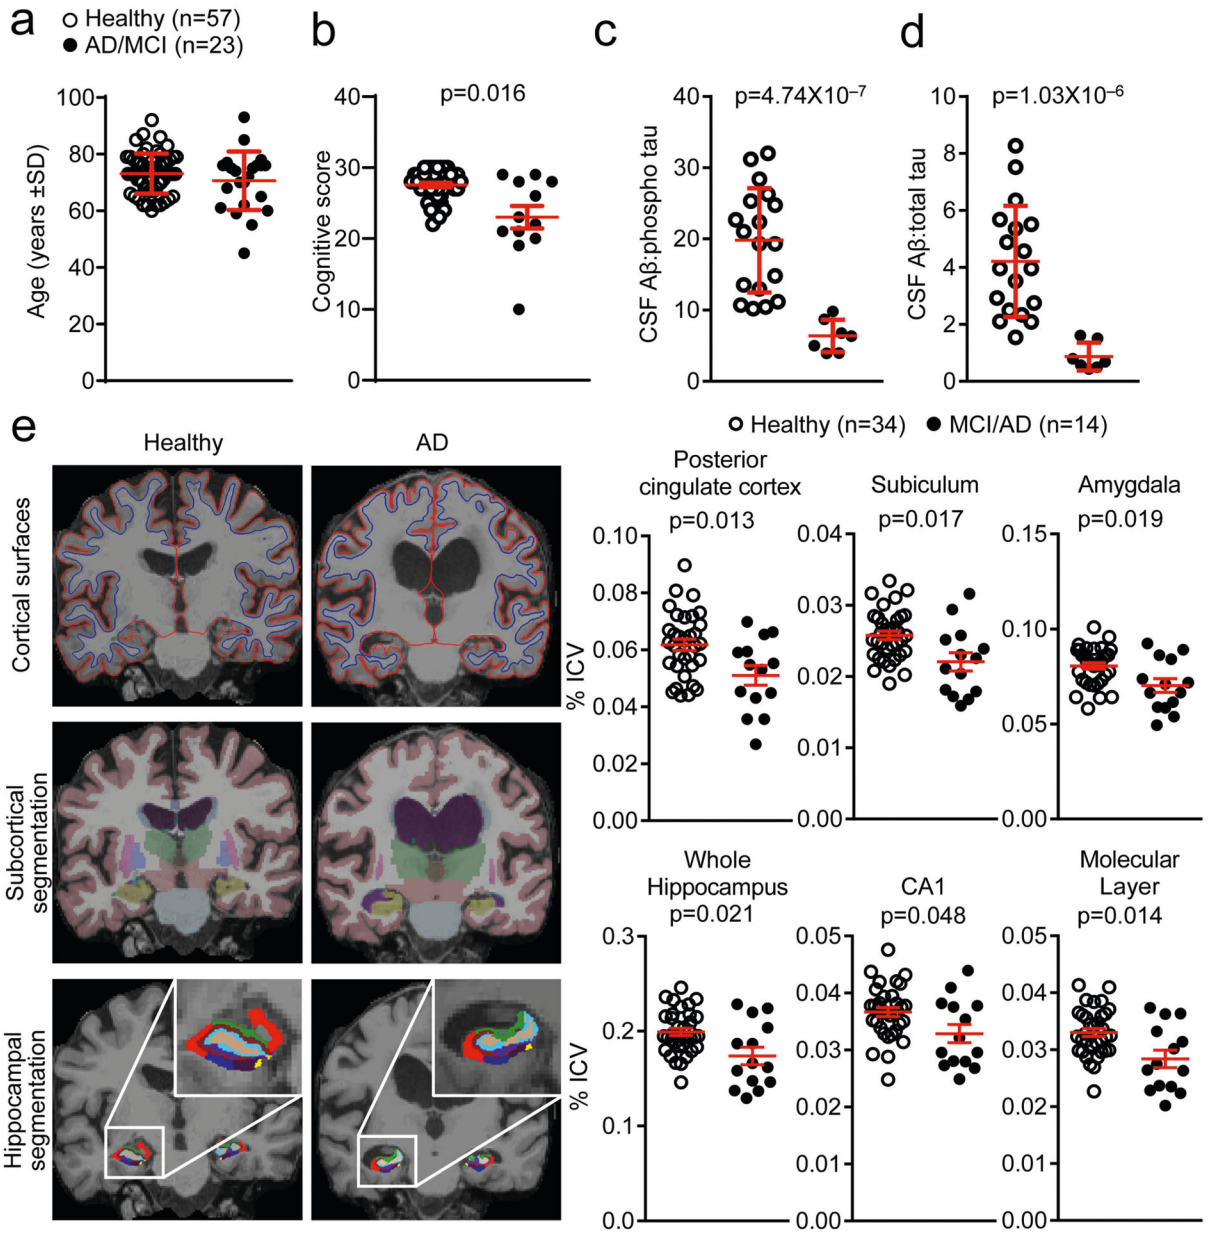 a
Healthy (n=57)
AD/MCI (n=23)
b
c
d
Age (years ±SD)
100
80
60
40
20
0
Cognitive score
p=0.016
40
30
20
10
0
CSF Aβ:phospho tau
p=4.74X10⁻⁷
40
30
20
10
0
CSF Aβ:total tau
p=1.03X10⁻⁶
10
8
6
4
2
0
e
Healthy
AD
Cortical surfaces
Subcortical
segmentation
Hippocampal
segmentation
Healthy (n=34)
MCI/AD (n=14)
% ICV
Posterior
cingulate cortex
p=0.013
0.10
0.08
0.06
0.04
0.02
0.00
Subiculum
p=0.017
0.04
0.03
0.02
0.01
0.00
Amygdala
p=0.019
0.15
0.10
0.05
0.00
% ICV
Whole
Hippocampus
p=0.021
0.3
0.2
0.1
0.0
CA1
p=0.048
0.05
0.04
0.03
0.02
0.01
0.00
Molecular
Layer
p=0.014
0.05
0.04
0.03
0.02
0.01
0.00